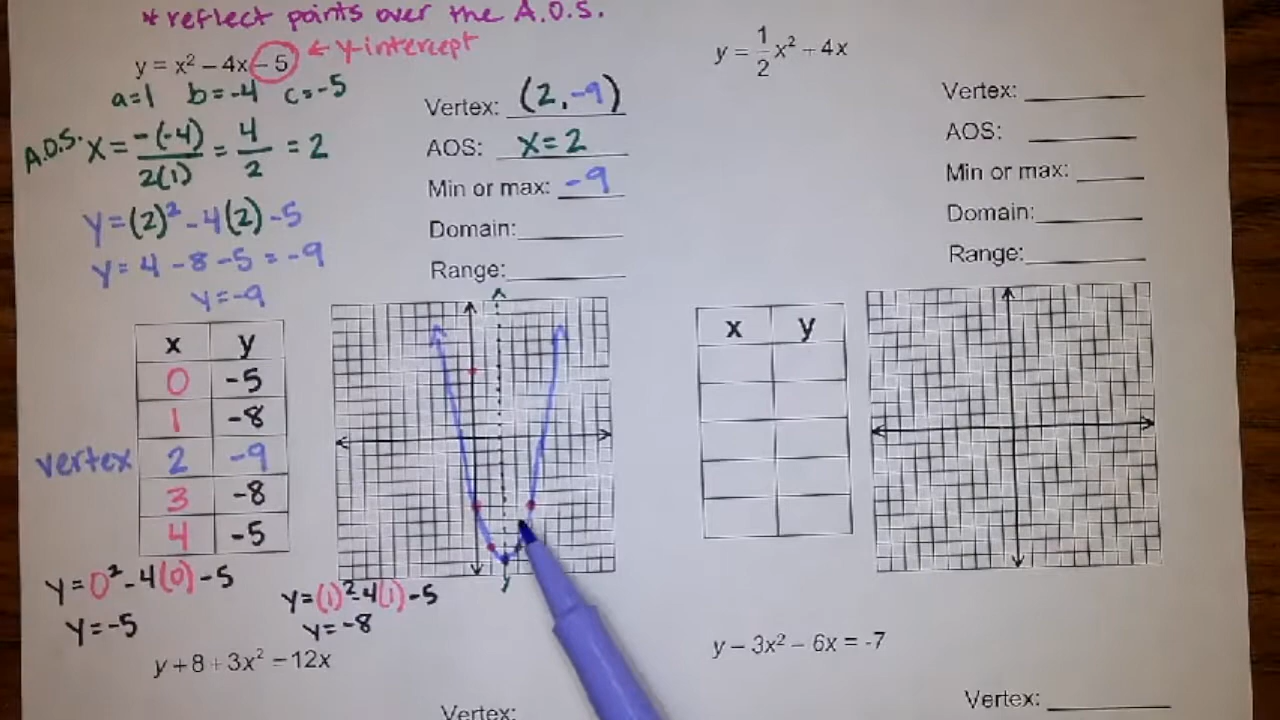 * reflect points over the A.O.S.
y = x² − 4x − 5 ← y-intercept
a=1 b=-4 c=-5
A.O.S. x = -(-4)/2(1) = 4/2 = 2
y = (2)² - 4(2) - 5
y = 4 - 8 - 5 = -9
y = -9
Vertex: (2, -9)
AOS: x=2
Min or max: -9
Domain:
Range:
x y
0 -5
1 -8
vertex 2 -9
3 -8
4 -5
y = 0² - 4(0) - 5
y = -5
y = (1)² - 4(1) - 5
y = -8
y = 1/2 x² + 4x
Vertex:
AOS:
Min or max:
Domain:
Range:
x y
y + 8 + 3x² = 12x
Vertex:
y − 3x² − 6x = -7
Vertex: